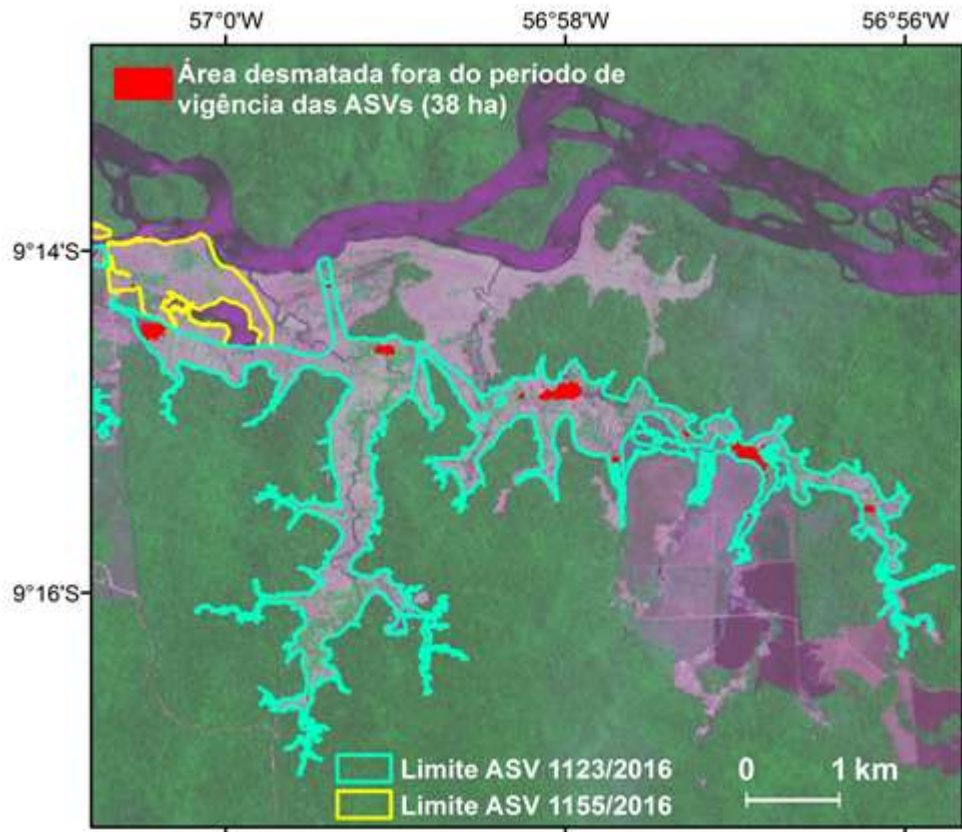 57°0'W
56°58'W
56°56'W
Área desmatada fora do período de
vigência das ASVs (38 ha)
9°14'S
9°16'S
Limite ASV 1123/2016
Limite ASV 1155/2016
0
1 km